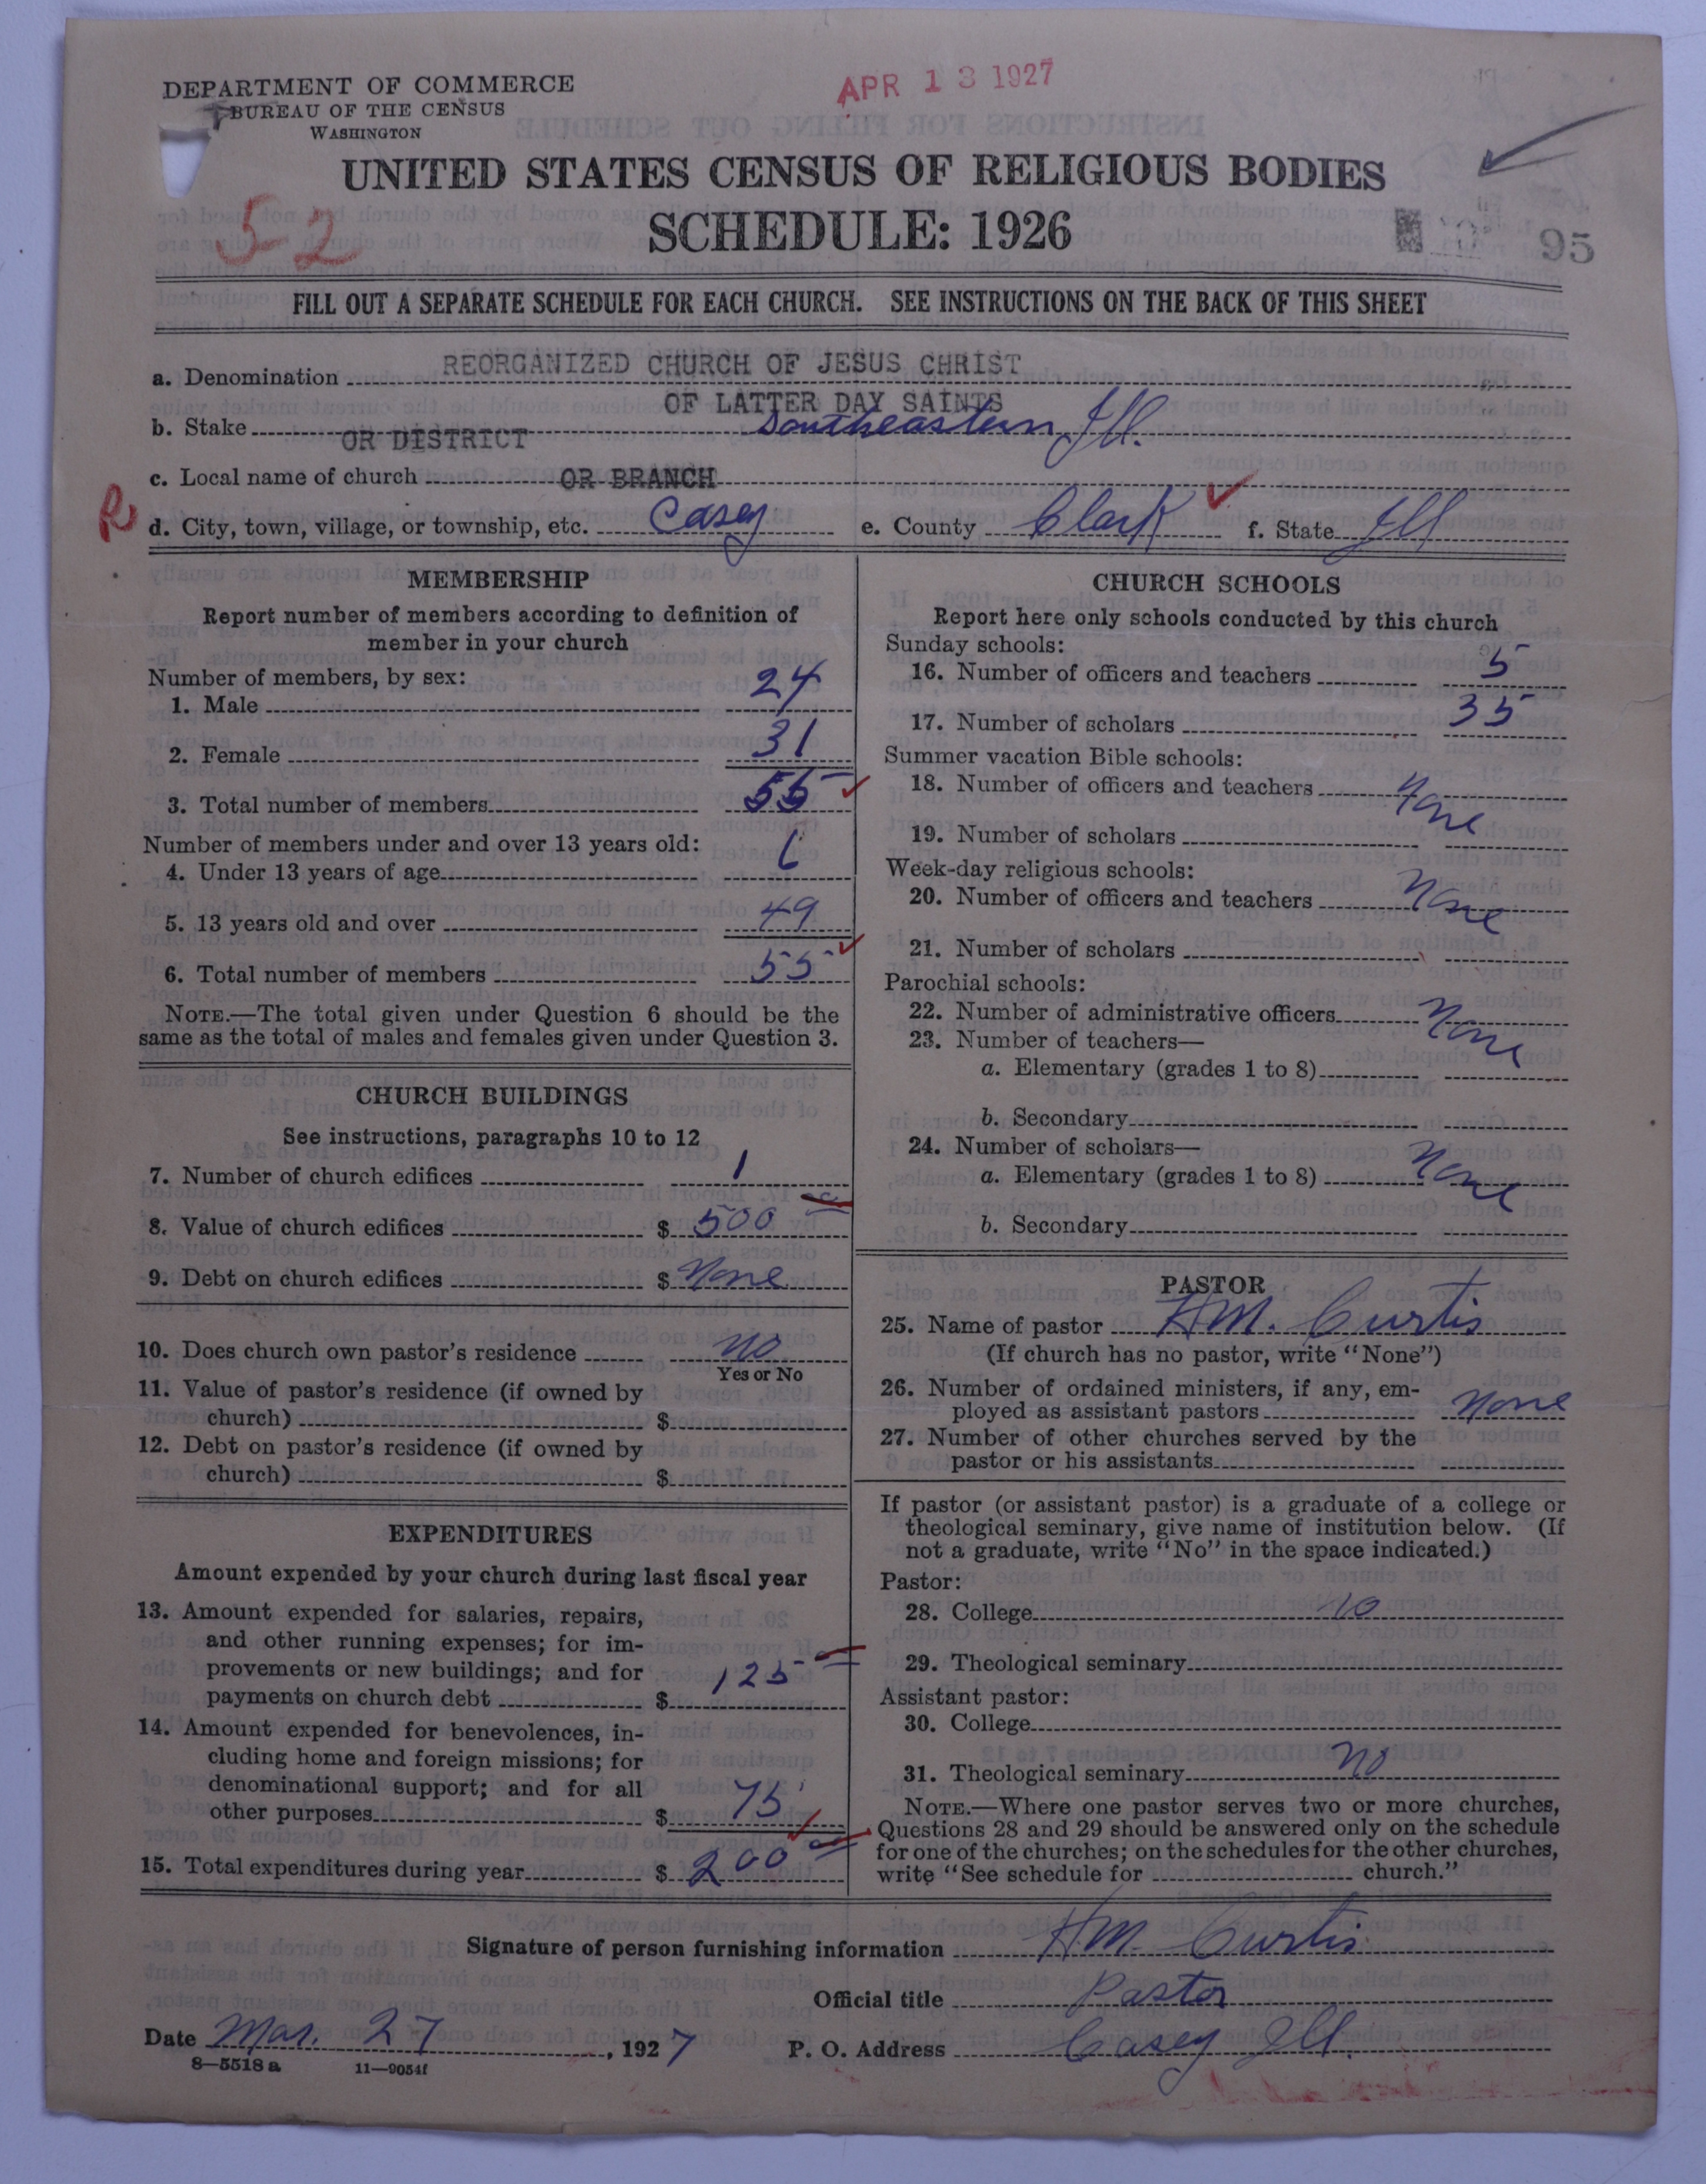 DEPARTMENT OF COMMERCE
BUREAU OF THE CENSUS
WASHINGTON
APR 13 1927
UNITED STATES CENSUS OF RELIGIOUS BODIES
SCHEDULE: 1926
52
95
FILL OUT A SEPARATE SCHEDULE FOR EACH CHURCH. SEE INSTRUCTIONS ON THE BACK OF THIS SHEET
a. Denomination REORGANIZED CHURCH OF JESUS CHRIST
OF LATTER DAY SAINTS
b. Stake OR DISTRICT Southeastern Ill.
c. Local name of church OR BRANCH
R d. City, town, village, or township, etc. Casey e. County Clark f. State Ill
MEMBERSHIP
Report number of members according to definition of
member in your church
Number of members, by sex:
1. Male 24
2. Female 31
3. Total number of members 55
Number of members under and over 13 years old:
4. Under 13 years of age 6
5. 13 years old and over 49
6. Total number of members 55
NOTE.—The total given under Question 6 should be the
same as the total of males and females given under Question 3.
CHURCH BUILDINGS
See instructions, paragraphs 10 to 12
7. Number of church edifices 1
8. Value of church edifices $ 500
9. Debt on church edifices $ None
10. Does church own pastor's residence no
Yes or No
11. Value of pastor's residence (if owned by
church) $
12. Debt on pastor's residence (if owned by
church) $
EXPENDITURES
Amount expended by your church during last fiscal year
13. Amount expended for salaries, repairs,
and other running expenses; for im-
provements or new buildings; and for
payments on church debt $ 125
14. Amount expended for benevolences, in-
cluding home and foreign missions; for
denominational support; and for all
other purposes $ 75
15. Total expenditures during year $ 200
CHURCH SCHOOLS
Report here only schools conducted by this church
Sunday schools:
16. Number of officers and teachers 5
17. Number of scholars 35
Summer vacation Bible schools:
18. Number of officers and teachers None
19. Number of scholars
Week-day religious schools:
20. Number of officers and teachers None
21. Number of scholars
Parochial schools:
22. Number of administrative officers None
23. Number of teachers—
a. Elementary (grades 1 to 8)
b. Secondary
24. Number of scholars—
a. Elementary (grades 1 to 8) None
b. Secondary
PASTOR
25. Name of pastor H.M. Curtis
(If church has no pastor, write "None")
26. Number of ordained ministers, if any, em-
ployed as assistant pastors None
27. Number of other churches served by the
pastor or his assistants
If pastor (or assistant pastor) is a graduate of a college or
theological seminary, give name of institution below. (If
not a graduate, write "No" in the space indicated.)
Pastor:
28. College no
29. Theological seminary
Assistant pastor:
30. College
31. Theological seminary no
NOTE.—Where one pastor serves two or more churches,
Questions 28 and 29 should be answered only on the schedule
for one of the churches; on the schedules for the other churches,
write "See schedule for church."
Signature of person furnishing information H.M. Curtis
Official title Pastor
Date Mar. 27, 1927 P. O. Address Casey Ill.
8—5518 a 11—9054f